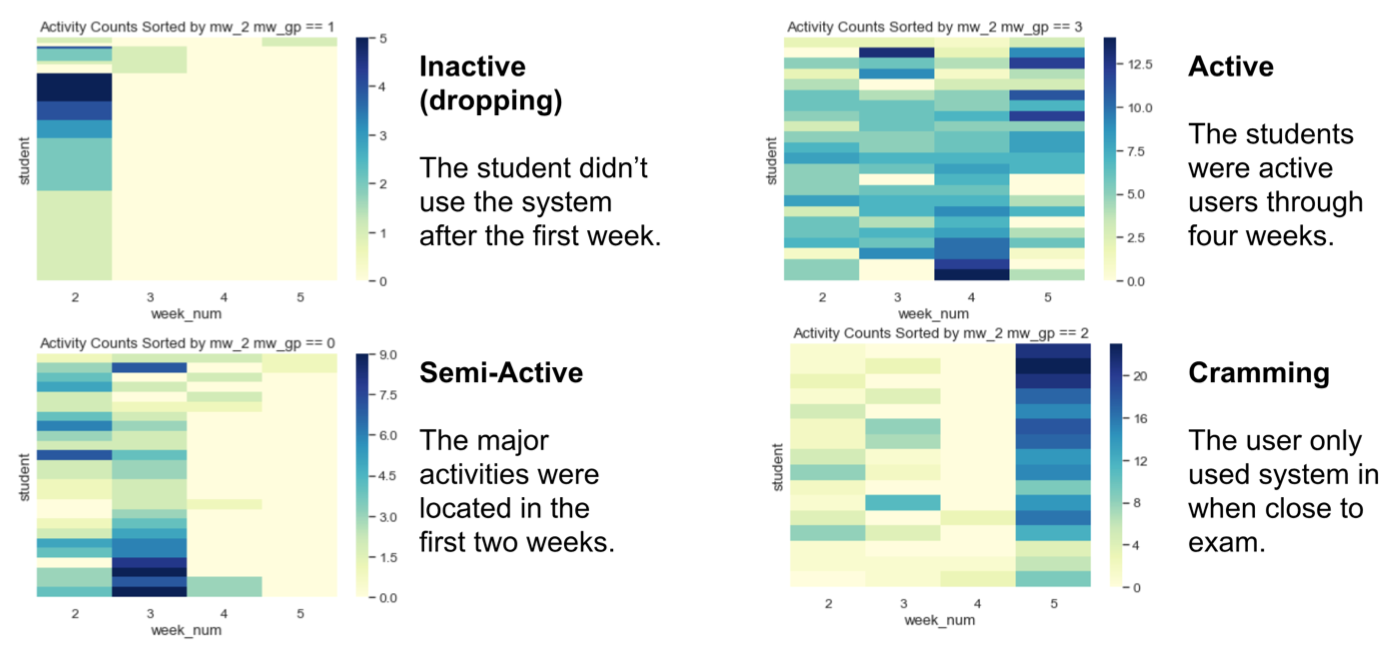 Activity Counts Sorted by mw_2 mw_gp == 1
student
5
4
3
2
1
0
2 3 4 5
week_num
Inactive
(dropping)
The student didn’t
use the system
after the first week.
Activity Counts Sorted by mw_2 mw_gp == 3
student
12.5
10.0
7.5
5.0
2.5
0.0
2 3 4 5
week_num
Active
The students
were active
users through
four weeks.
Activity Counts Sorted by mw_2 mw_gp == 0
student
9.0
7.5
6.0
4.5
3.0
1.5
0.0
2 3 4 5
week_num
Semi-Active
The major
activities were
located in the
first two weeks.
Activity Counts Sorted by mw_2 mw_gp == 2
student
20
16
12
8
4
0
2 3 4 5
week_num
Cramming
The user only
used system in
when close to
exam.